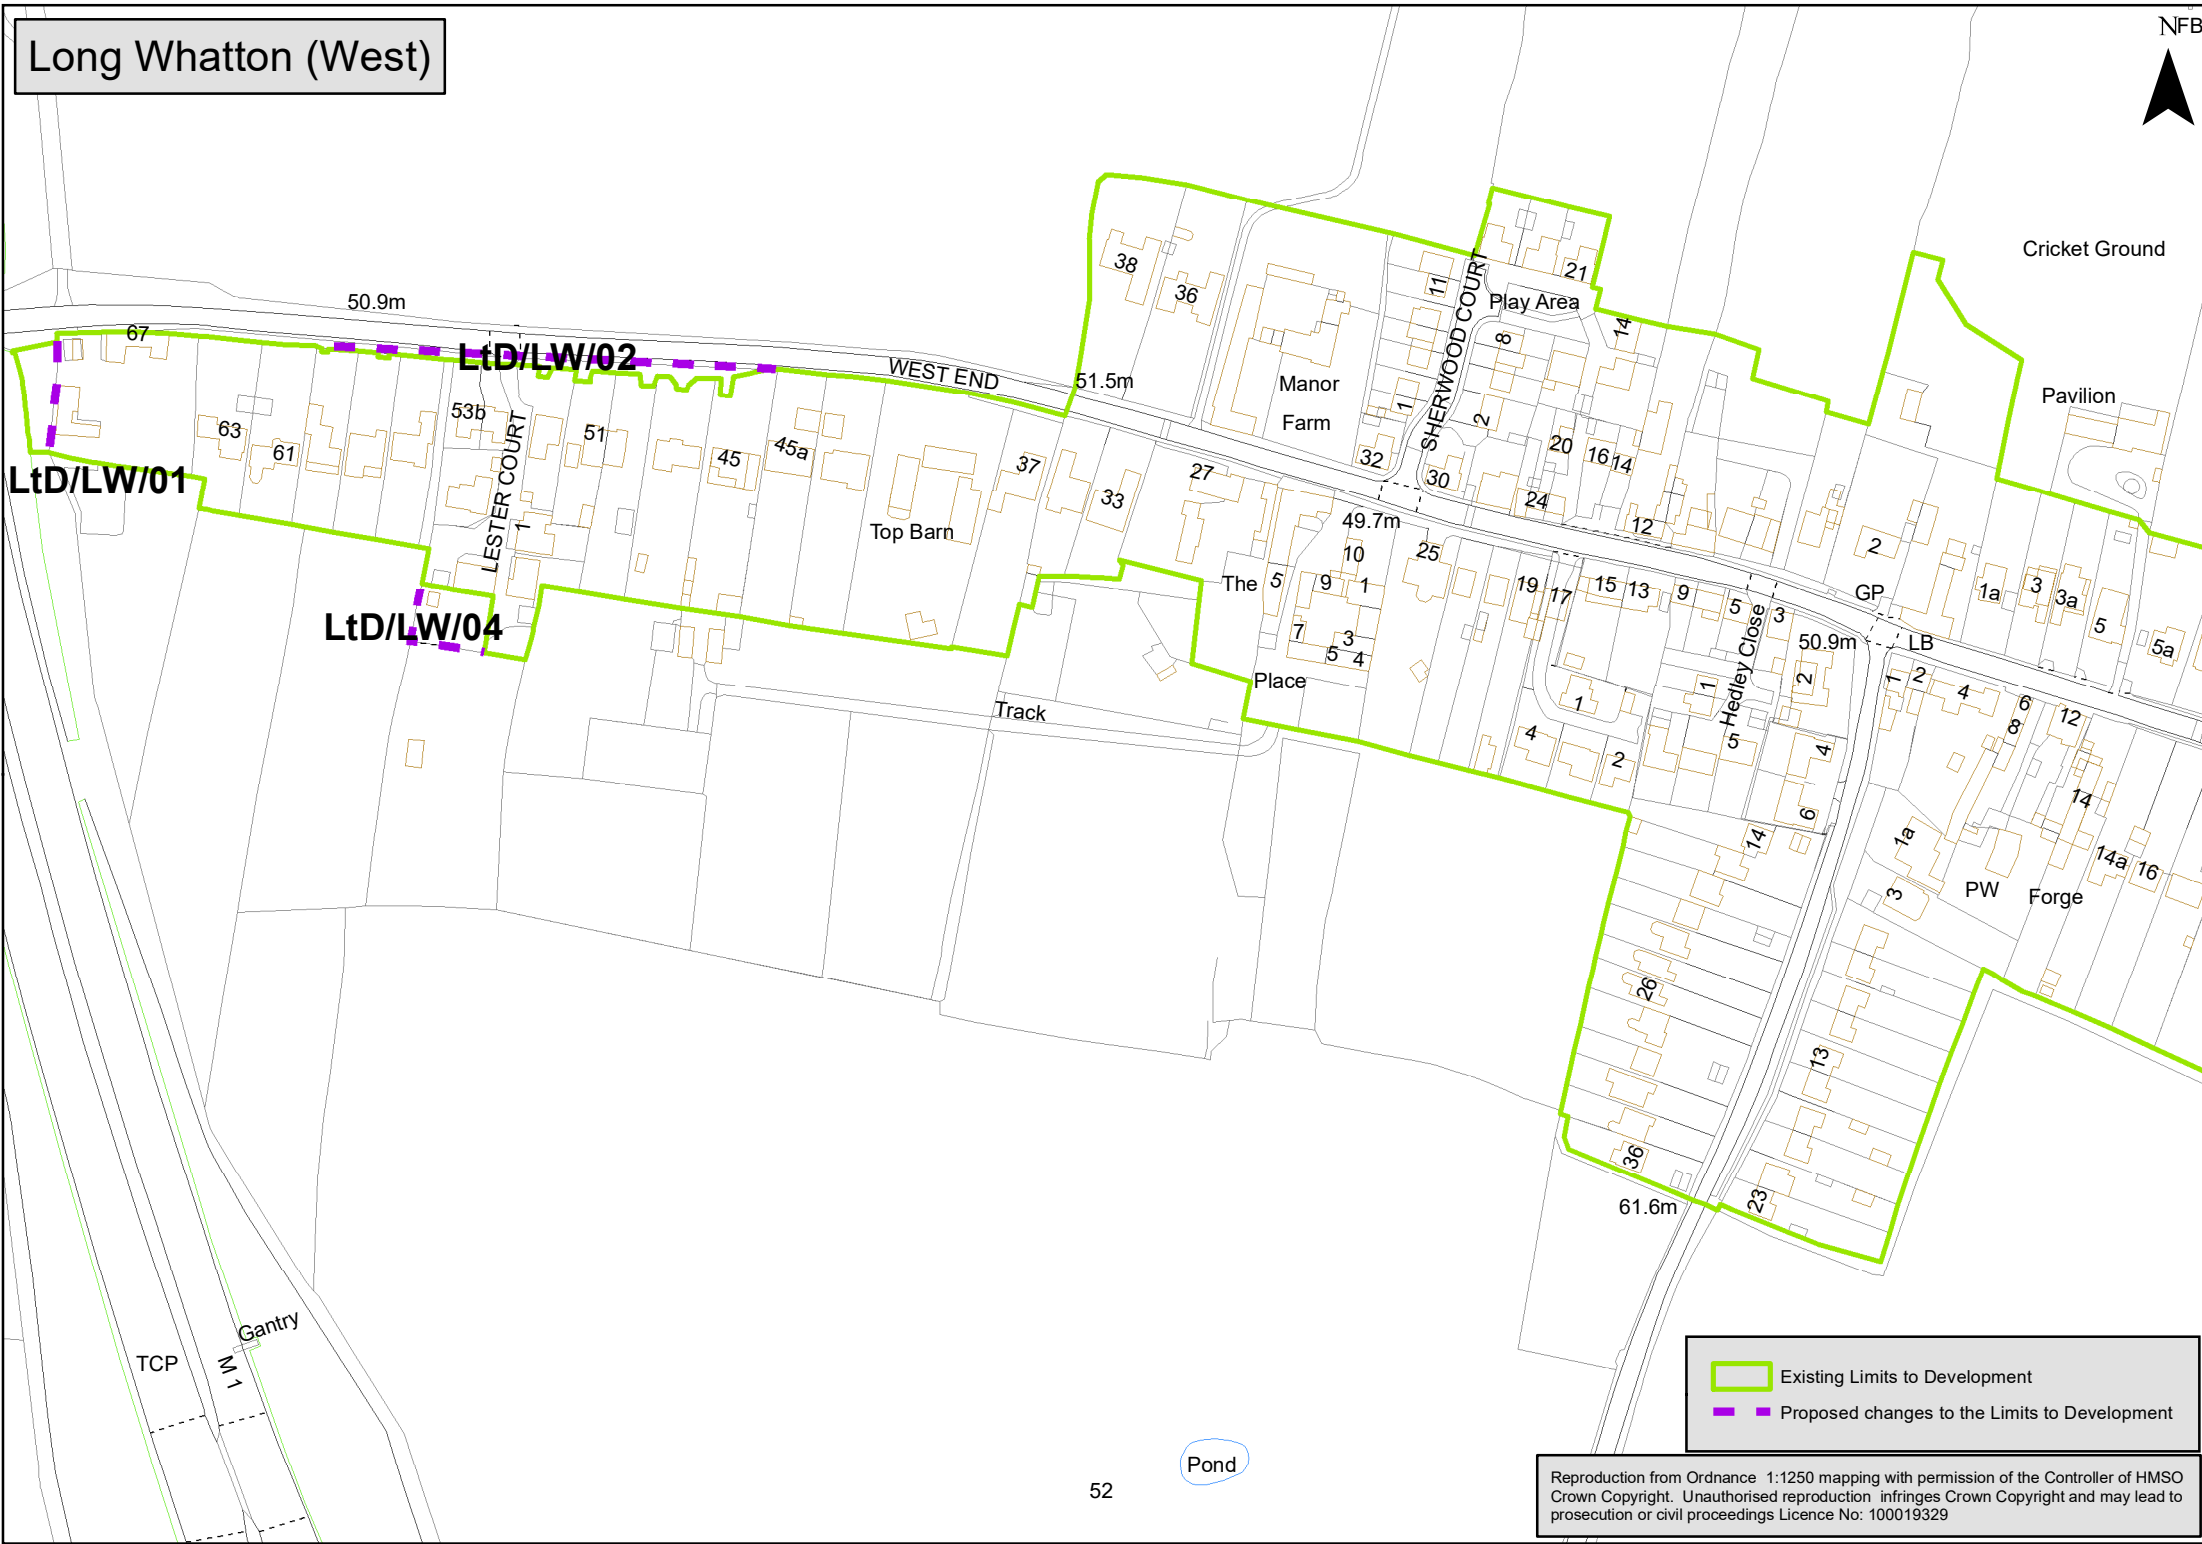 Long Whatton (West)
NFB
Cricket Ground
38
36
11
21
Play Area
14
8
50.9m
67
LtD/LW/02
WEST END
51.5m
Manor
Farm
SHERWOOD COURT
1
2
Pavilion
53b
LESTER COURT
1
51
63
61
45
45a
37
33
Top Barn
27
32
30
20
16
14
24
12
2
LtD/LW/01
49.7m
10
25
The
5
9
1
7
3
5
4
Place
19
17
15
13
9
5
3
Hedley Close
GP
1a
3
3a
5
5a
50.9m
LB
LtD/LW/04
Track
1
4
2
1
5
2
4
6
1
2
4
6
8
12
14
14a
16
1a
3
PW
Forge
14
26
13
36
23
61.6m
Gantry
TCP
M 1
Pond
52
Existing Limits to Development
Proposed changes to the Limits to Development
Reproduction from Ordnance 1:1250 mapping with permission of the Controller of HMSO
Crown Copyright. Unauthorised reproduction infringes Crown Copyright and may lead to
prosecution or civil proceedings Licence No: 100019329